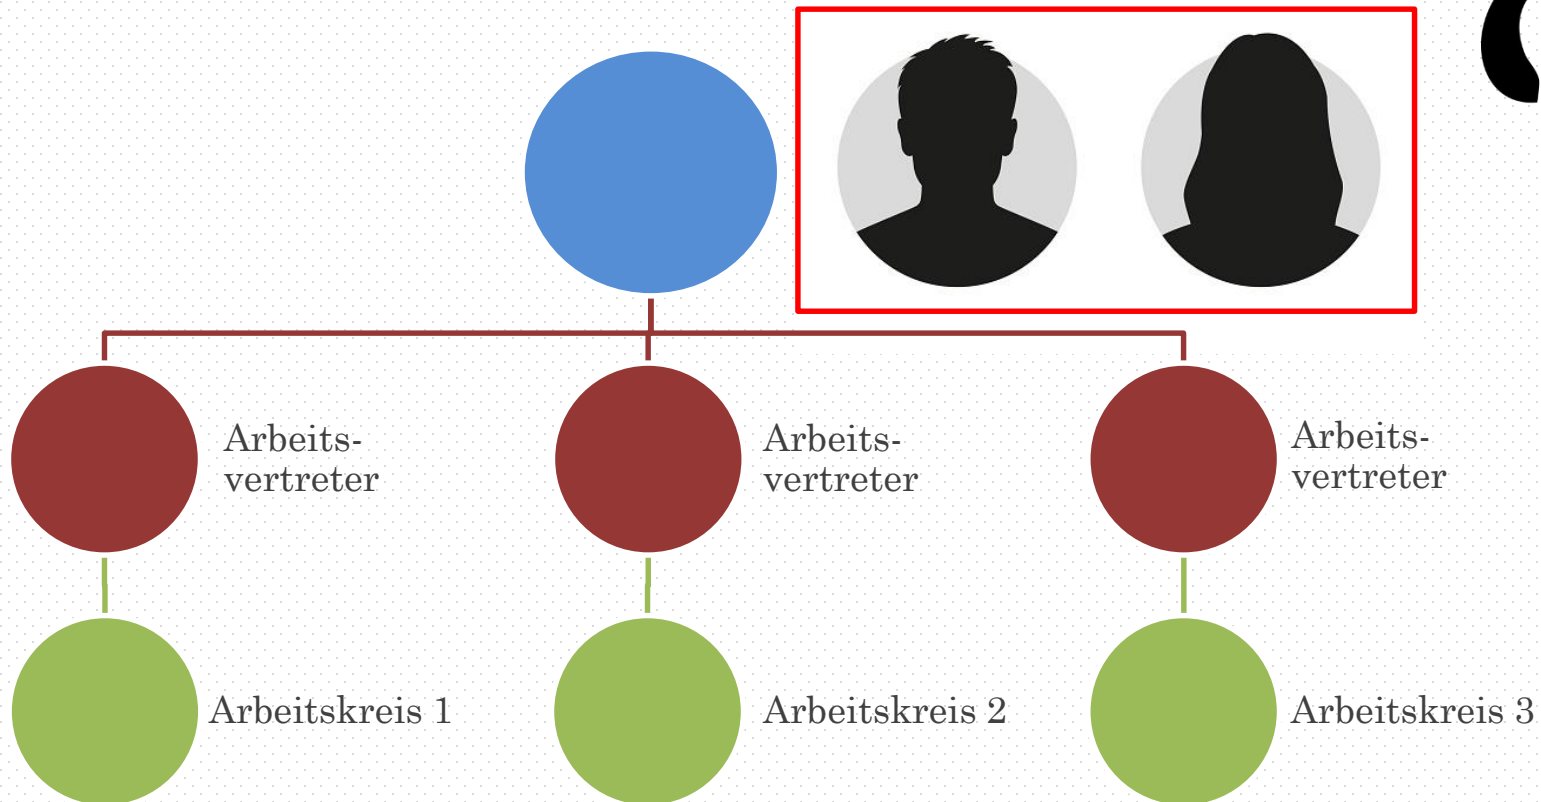 Arbeits-
vertreter
Arbeits-
vertreter
Arbeits-
vertreter
Arbeitskreis 1
Arbeitskreis 2
Arbeitskreis 3